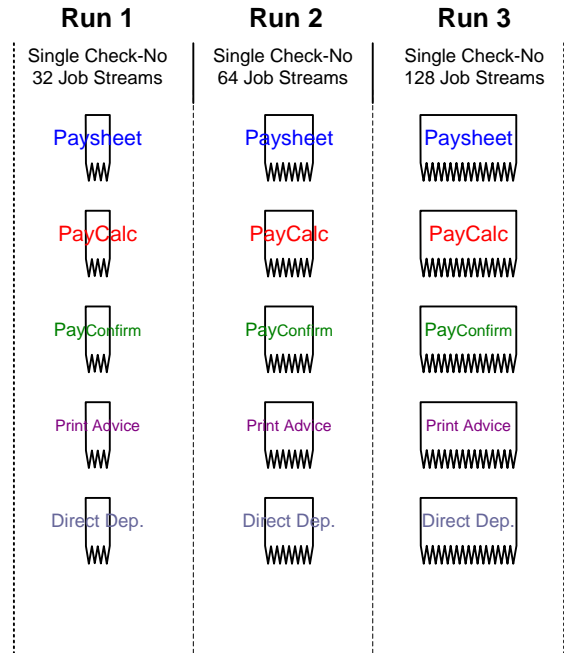 Run 1
Run 2
Run 3
Single Check-No
32 Job Streams
Single Check-No
64 Job Streams
Single Check-No
128 Job Streams
Paysheet
Paysheet
Paysheet
PayCalc
PayCalc
PayCalc
PayConfirm
PayConfirm
PayConfirm
Print Advice
Print Advice
Print Advice
Direct Dep.
Direct Dep.
Direct Dep.